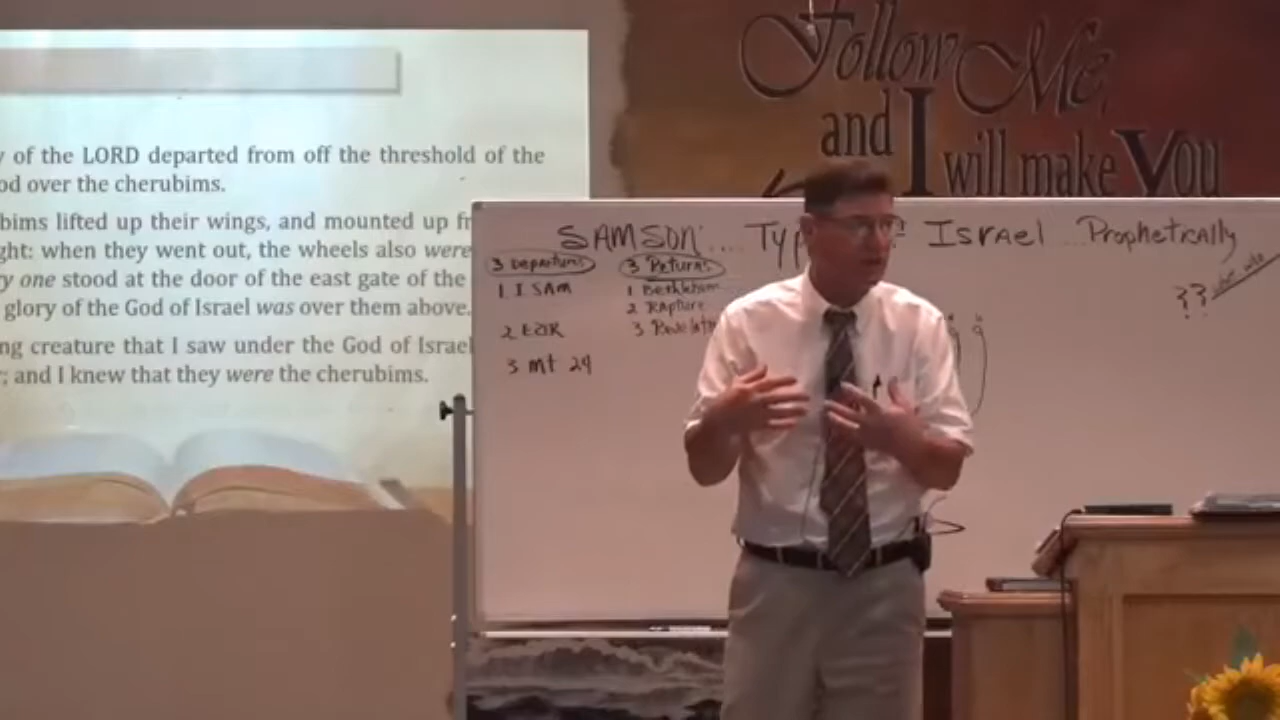 y of the LORD departed from off the threshold of the
od over the cherubims.
bims lifted up their wings, and mounted up fr
ght: when they went out, the wheels also were
y one stood at the door of the east gate of the
glory of the God of Israel was over them above.
ng creature that I saw under the God of Israel
; and I knew that they were the cherubims.
Follow Me,
and I will make You
SAMSON.... Typ Israel ...Prophetically
3 Departures 3 Returns
1 I SAM 1 Bethlehem
2 Rapture
2 EZK 3 Revelatio
3 mt 24
??